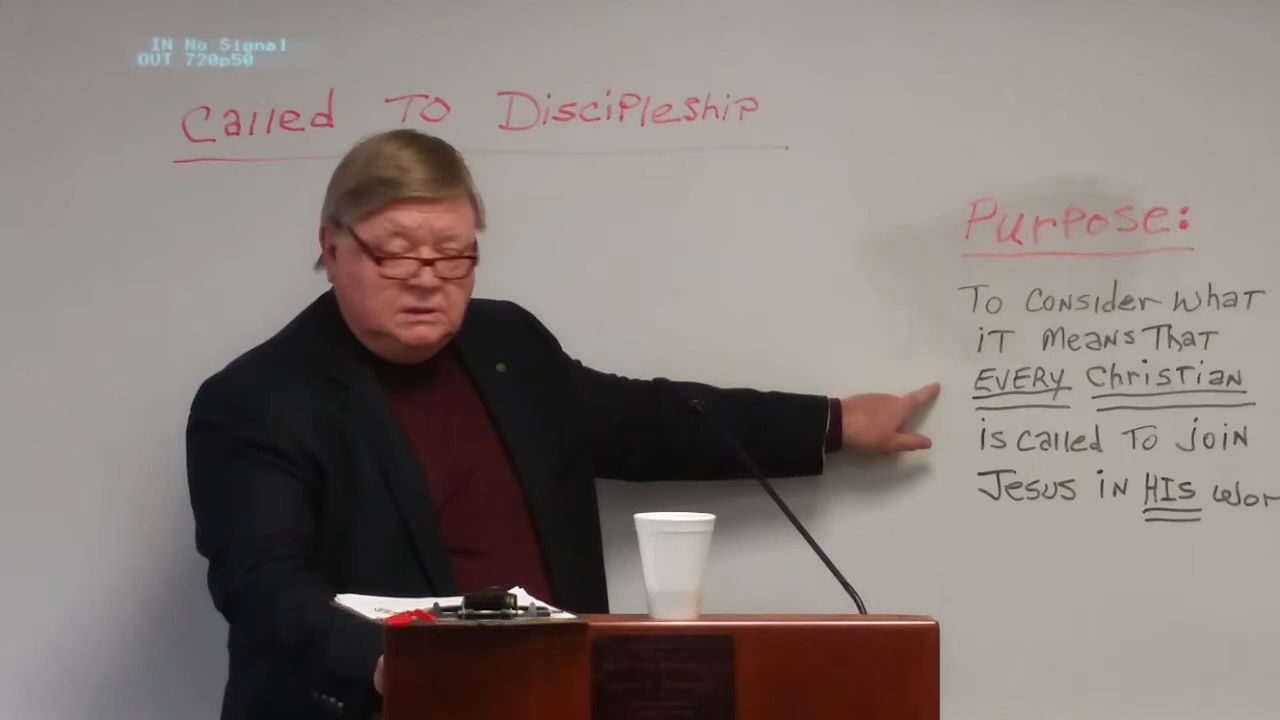 IN No Signal
OUT 720p50
Called TO Discipleship
Purpose:
To CONSider what
iT MeaNS That
EVERY ChriSTiaN
is called To joiN
Jesus iN HIS